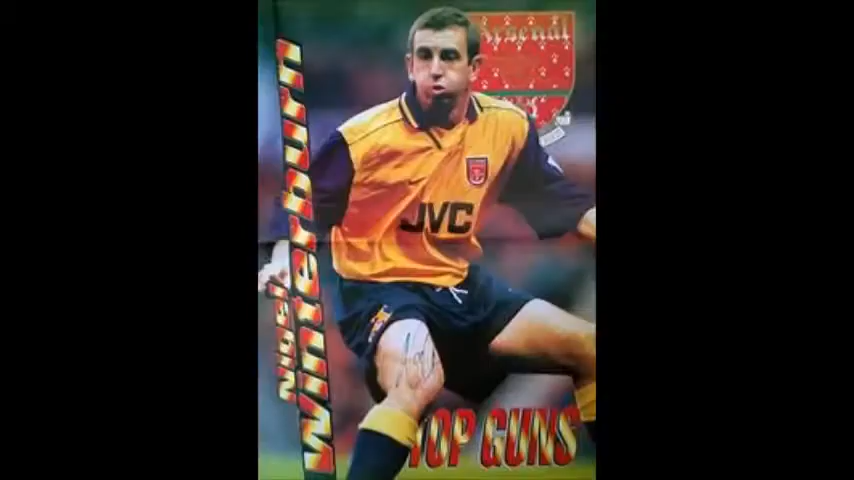 Nigel
Winterburn
Arsenal
JVC
TOP GUNS